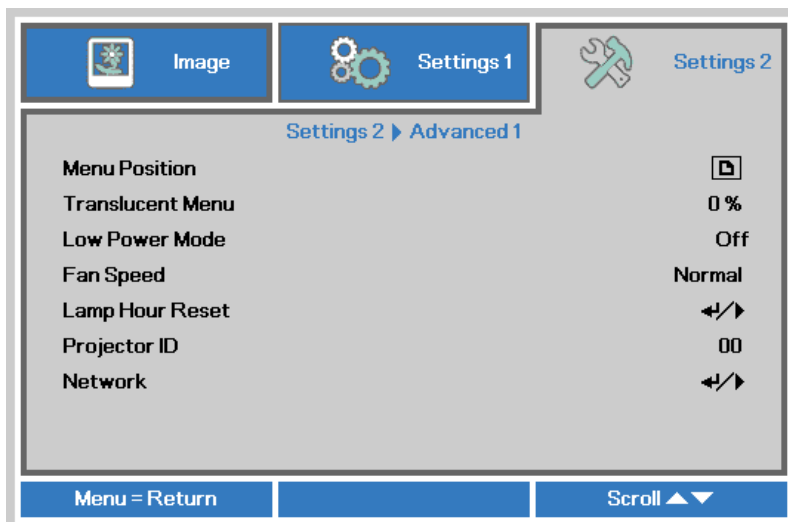 Image Settings 1 Settings 2
Settings 2 ▶ Advanced 1
Menu Position
Translucent Menu 0 %
Low Power Mode Off
Fan Speed Normal
Lamp Hour Reset ↵/▶
Projector ID 00
Network ↵/▶
Menu = Return Scroll ▲▼